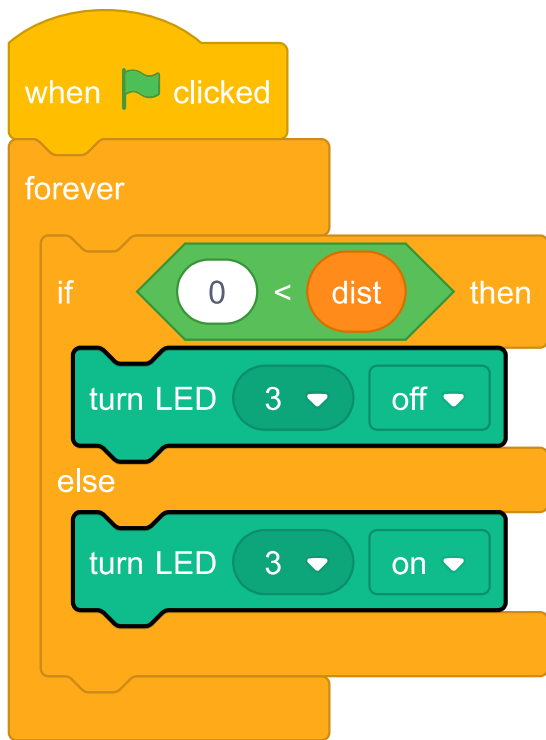 when clicked
forever
if 0 < dist then
turn LED 3 off
else
turn LED 3 on